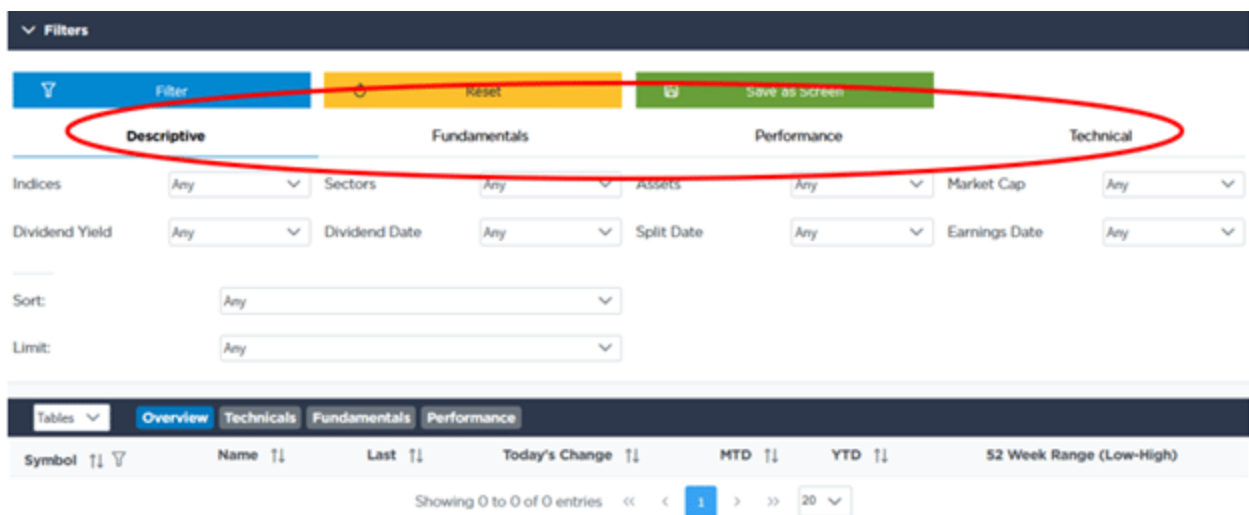 Filters
Filter Reset Save as Screen
Descriptive Fundamentals Performance Technical
Indices Any Sectors Any Assets Any Market Cap Any
Dividend Yield Any Dividend Date Any Split Date Any Earnings Date Any
Sort: Any
Limit: Any
Tables Overview Technicals Fundamentals Performance
Symbol Name Last Today's Change MTD YTD 52 Week Range (Low-High)
Showing 0 to 0 of 0 entries << < 1 > >> 20